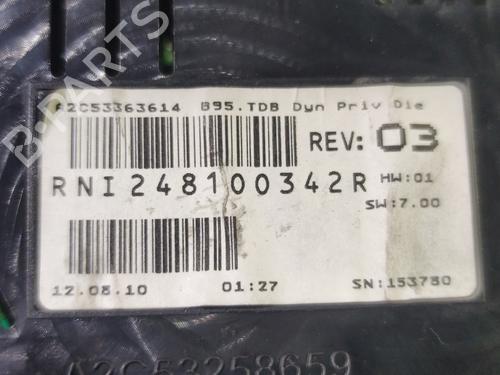 A2C53363614 B95.TDB Dyn Priv Die
REV: 03
RNI248100342R
HW:01
SW:7.00
12.08.10 01:27 SN:153780
A2C53258659
B-PARTS